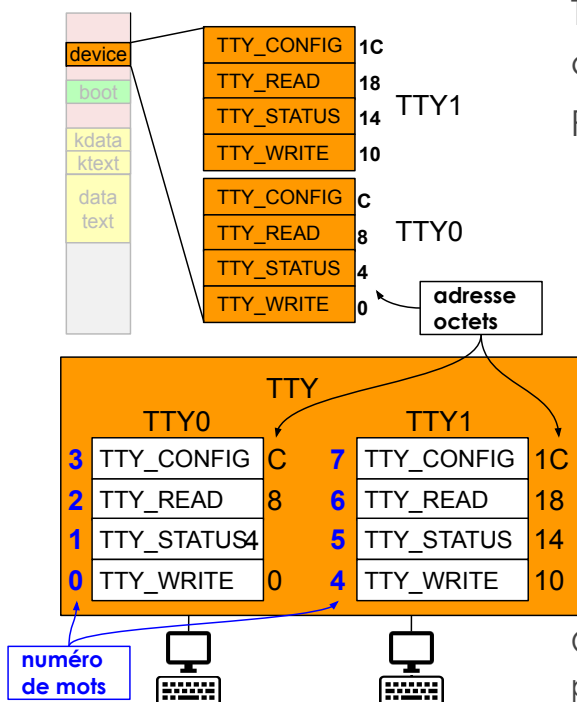 device
boot
kdata
ktext
data
text
TTY_CONFIG 1C
TTY_READ 18
TTY_STATUS 14
TTY_WRITE 10
TTY1
TTY_CONFIG C
TTY_READ 8
TTY_STATUS 4
TTY_WRITE 0
TTY0
adresse
octets
TTY
TTY0
3 TTY_CONFIG C
2 TTY_READ 8
1 TTY_STATUS 4
0 TTY_WRITE 0
TTY1
7 TTY_CONFIG 1C
6 TTY_READ 18
5 TTY_STATUS 14
4 TTY_WRITE 10
numéro
de mots